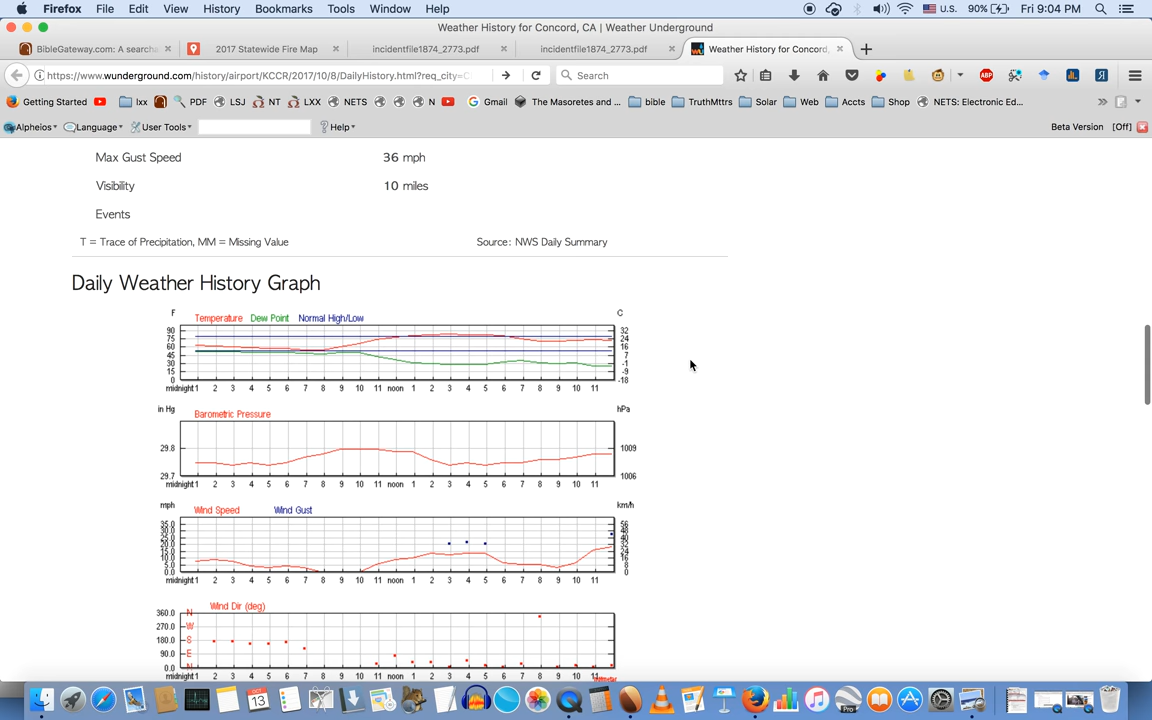 Firefox File Edit View History Bookmarks Tools Window Help U.S. 90% Fri 9:04 PM
Weather History for Concord, CA | Weather Underground
BibleGateway.com: A searcha × 2017 Statewide Fire Map × incidentfile1874_2773.pdf × incidentfile1874_2773.pdf × Weather History for Concord, ×
https://www.wunderground.com/history/airport/KCCR/2017/10/8/DailyHistory.html?req_city=C Search
Getting Started lxx PDF LSJ NT LXX NETS N Gmail The Masoretes and ... bible TruthMttrs Solar Web Accts Shop NETS: Electronic Ed...
Alpheios Language User Tools Help Beta Version [Off]
Max Gust Speed 36 mph
Visibility 10 miles
Events
T = Trace of Precipitation, MM = Missing Value Source: NWS Daily Summary
Daily Weather History Graph
F Temperature Dew Point Normal High/Low C
90 32
75 24
60 16
45 7
30 -1
15 -9
0 -18
midnight 1 2 3 4 5 6 7 8 9 10 11 noon 1 2 3 4 5 6 7 8 9 10 11
in Hg Barometric Pressure hPa
29.8 1009
29.7 1006
midnight 1 2 3 4 5 6 7 8 9 10 11 noon 1 2 3 4 5 6 7 8 9 10 11
mph Wind Speed Wind Gust km/h
35.0 56
30.0 48
25.0 40
20.0 32
15.0 24
10.0 16
5.0 8
0.0 0
midnight 1 2 3 4 5 6 7 8 9 10 11 noon 1 2 3 4 5 6 7 8 9 10 11
Wind Dir (deg)
360.0 N
270.0 W
180.0 S
90.0 E
0.0 N
midnight 1 2 3 4 5 6 7 8 9 10 11 noon 1 2 3 4 5 6 7 8 9 10 11
OCT
13
Pro